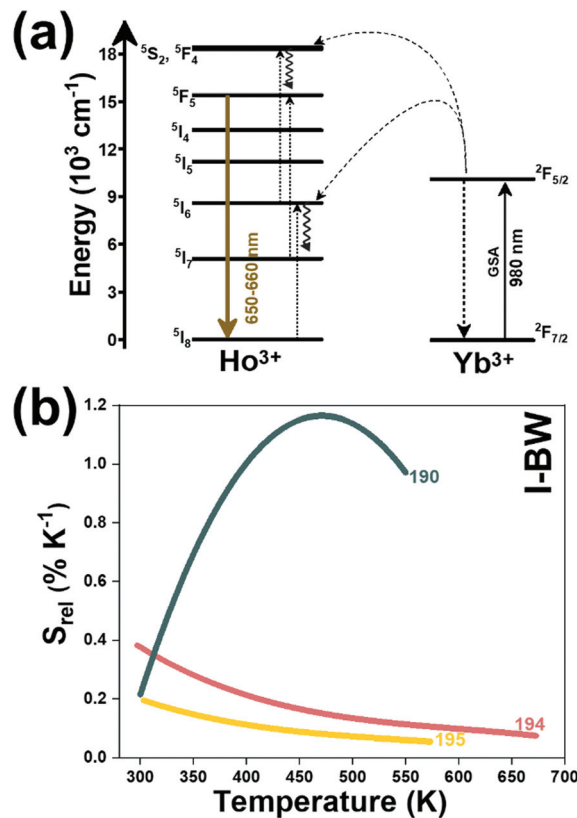 (a)
Energy (10³ cm⁻¹)
18
15
12
9
6
3
0
⁵S₂, ⁵F₄
⁵F₅
⁵I₄
⁵I₅
⁵I₆
⁵I₇
⁵I₈
650-660 nm
Ho³⁺
²F₅/₂
GSA
980 nm
²F₇/₂
Yb³⁺
(b)
I-BW
S_rel (% K⁻¹)
1.2
1.0
0.8
0.6
0.4
0.2
0.0
190
194
195
300 350 400 450 500 550 600 650 700
Temperature (K)